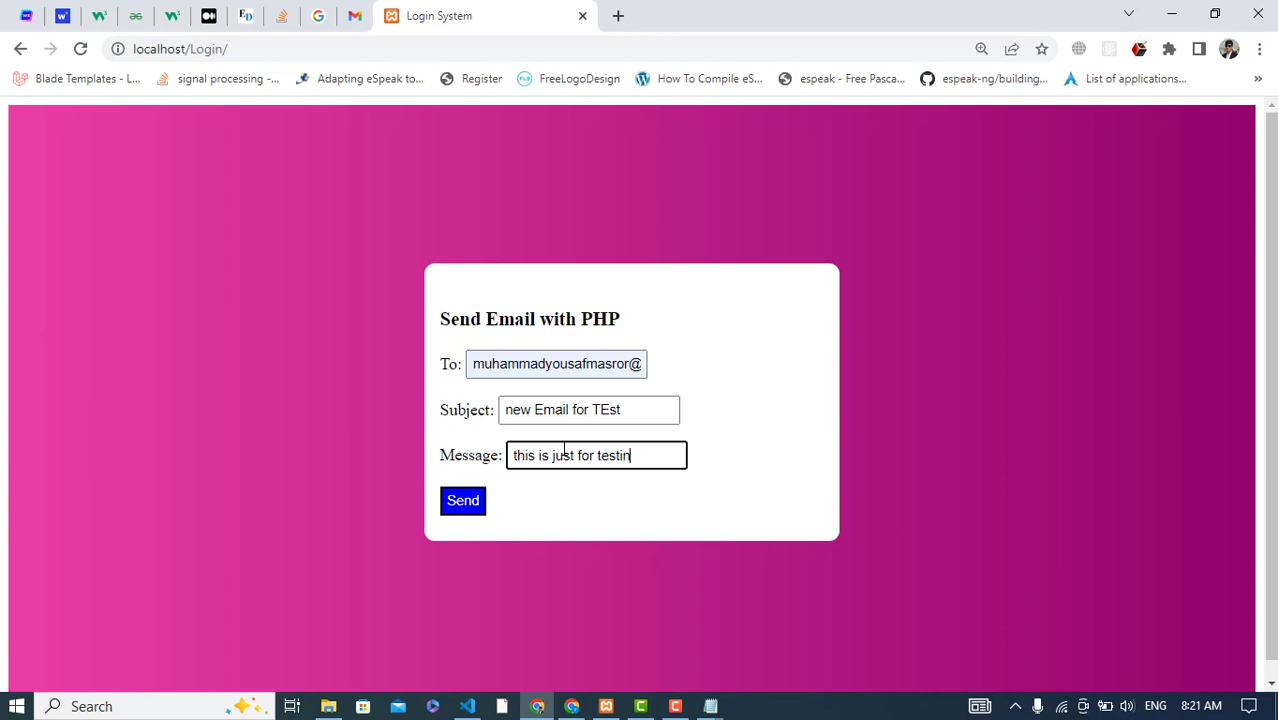 Login System
localhost/Login/
Blade Templates - L... signal processing -... Adapting eSpeak to... Register FreeLogoDesign How To Compile eS... espeak - Free Pasca... espeak-ng/building... List of applications... »
Send Email with PHP
To: muhammadyousafmasror@
Subject: new Email for TEst
Message: this is just for testin
Send
Search
ENG 8:21 AM